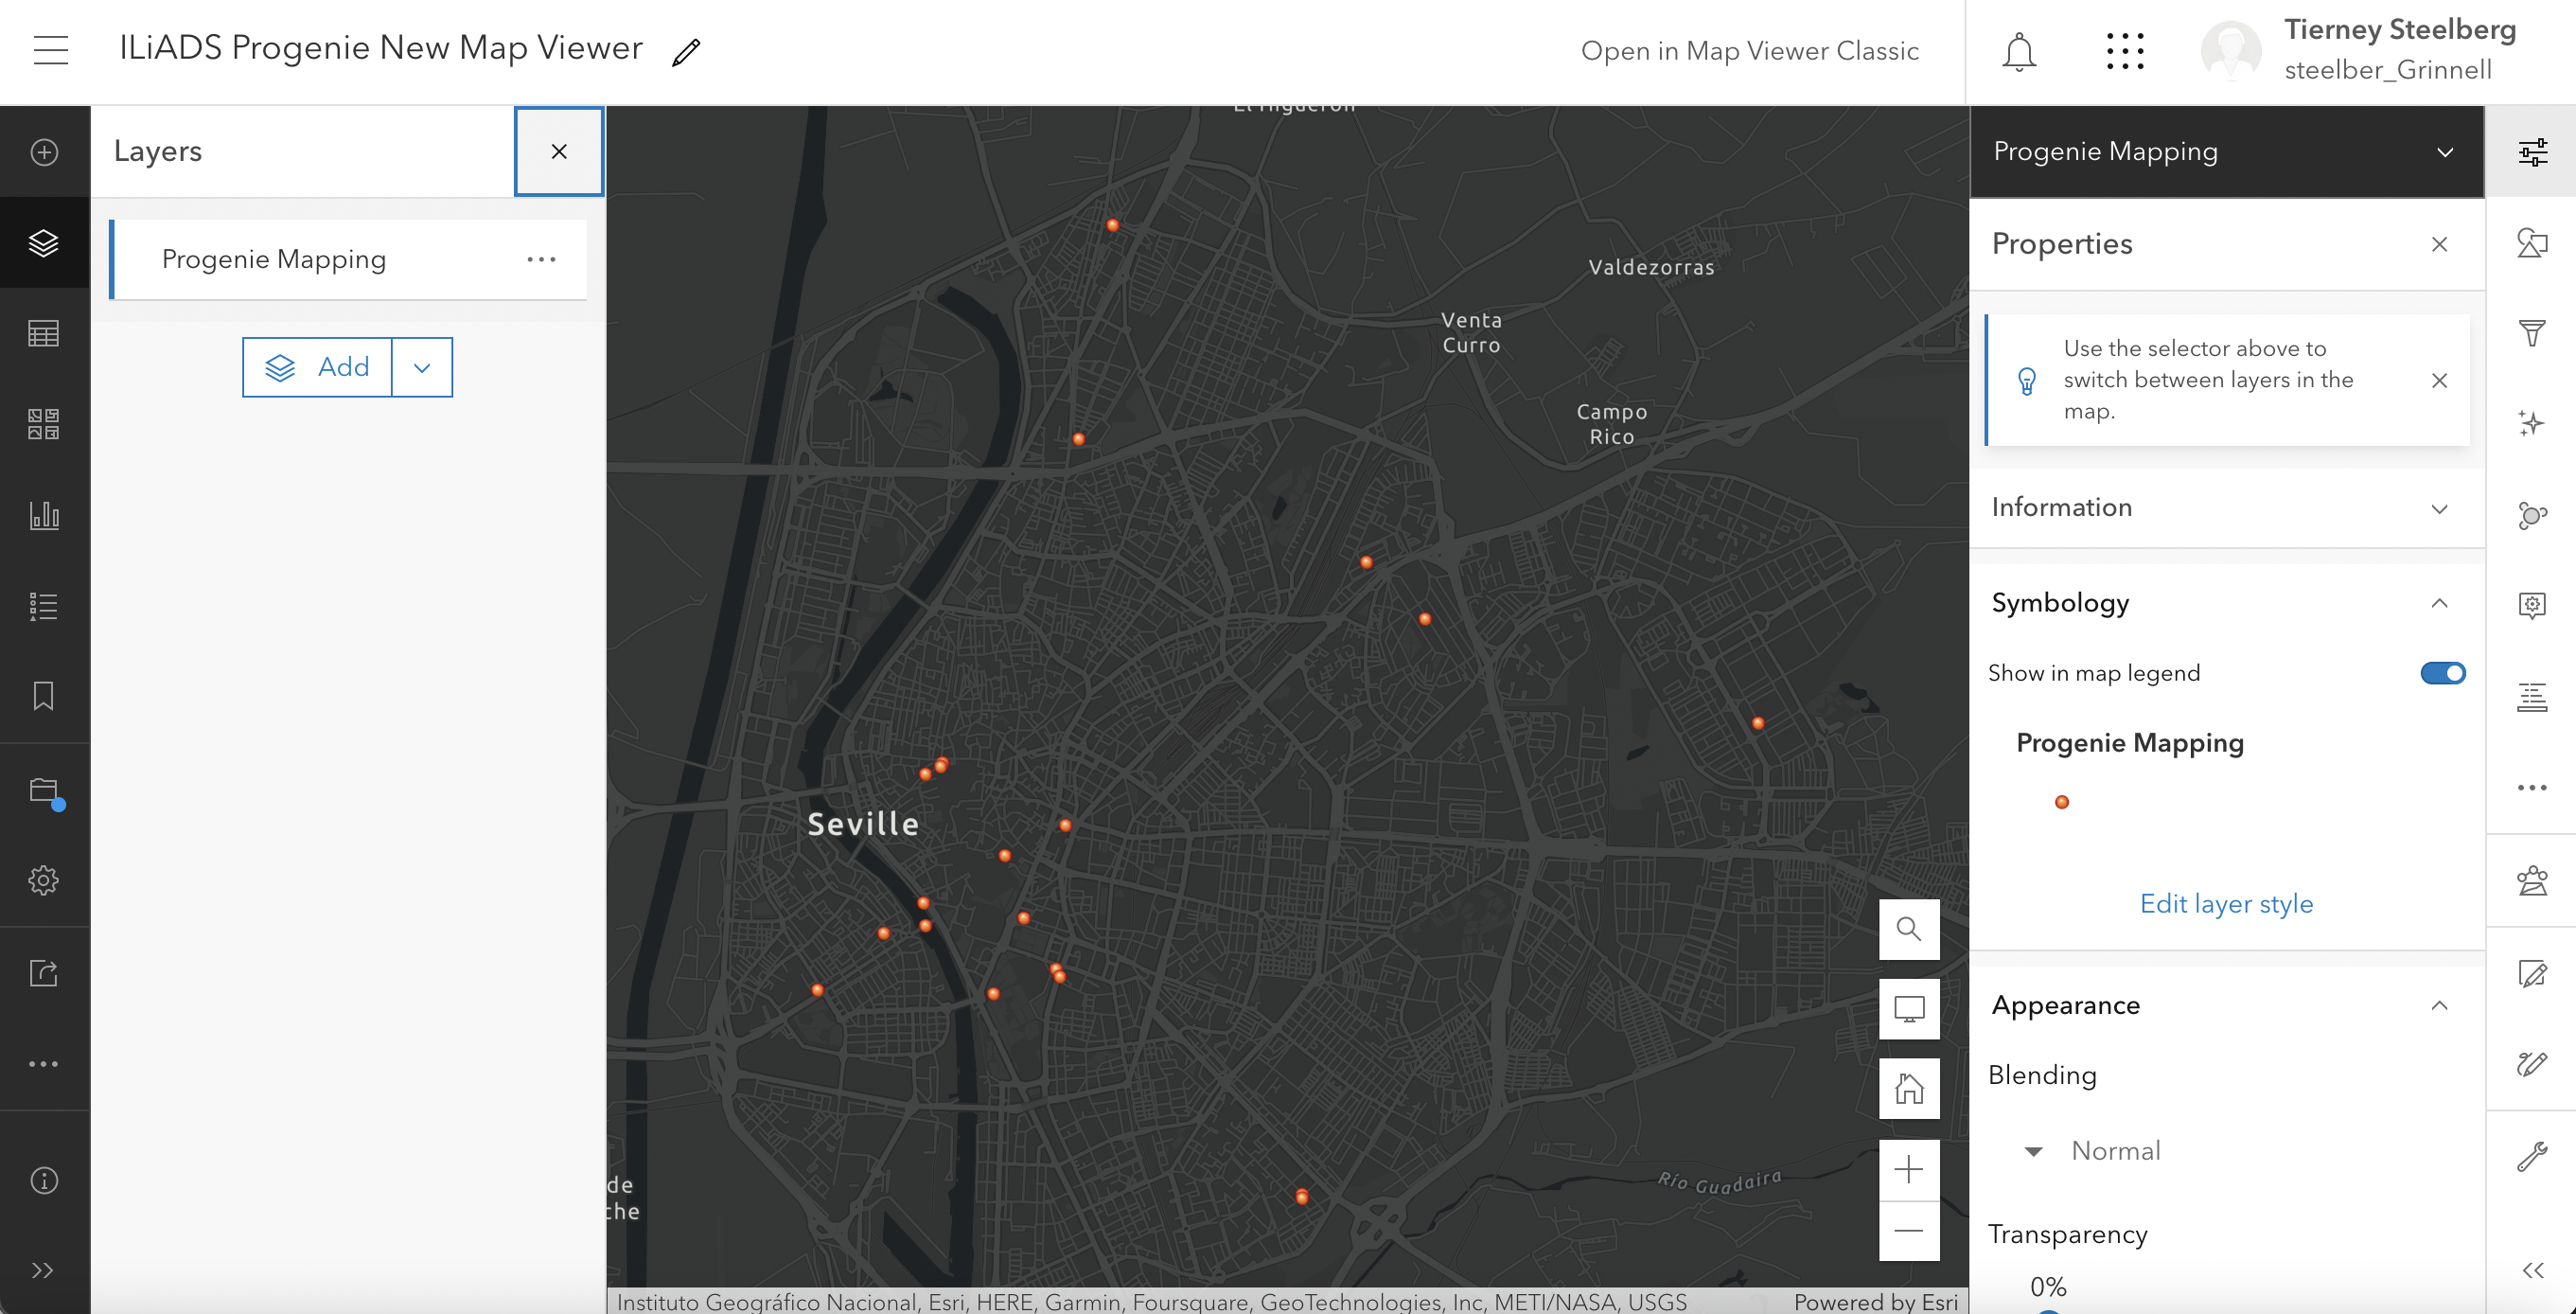 ILiADS Progenie New Map Viewer
Open in Map Viewer Classic
Tierney Steelberg
steelber_Grinnell
Layers
Progenie Mapping
Add
El Higuerón
Valdezorras
Venta
Curro
Campo
Rico
Seville
de
che
Río Guadaira
Instituto Geográfico Nacional, Esri, HERE, Garmin, Foursquare, GeoTechnologies, Inc, METI/NASA, USGS
Powered by Esri
Progenie Mapping
Properties
Use the selector above to
switch between layers in the
map.
Information
Symbology
Show in map legend
Progenie Mapping
Edit layer style
Appearance
Blending
Normal
Transparency
0%